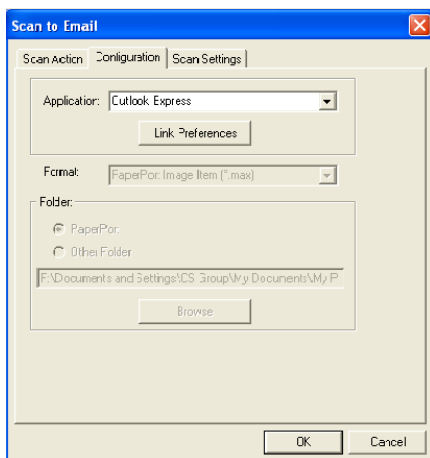 Scan to Email
Scan Action Configuration Scan Settings
Application: Outlook Express
Link Preferences
Format: PaperPort Image Item (*.max)
Folder:
PaperPort
Other Folder
F:\Documents and Settings\CS Group\My Documents\My P
Browse
OK Cancel